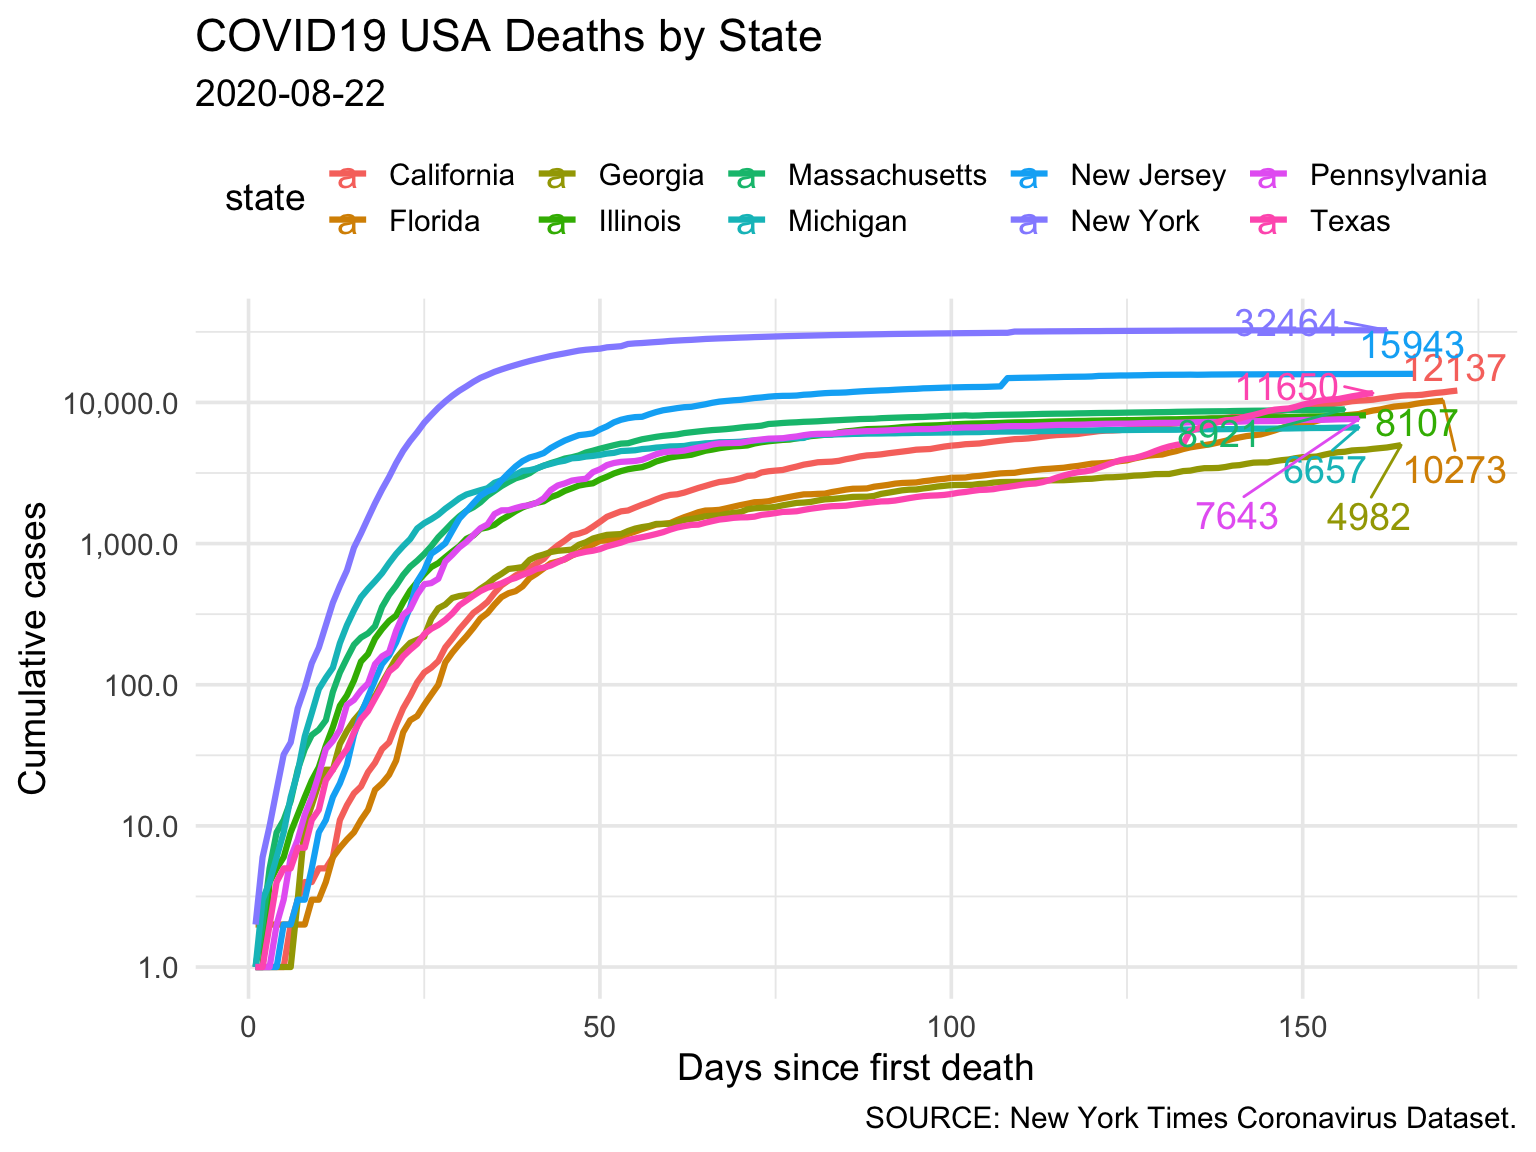 COVID19 USA Deaths by State
2020-08-22
state
a California a Georgia a Massachusetts a New Jersey a Pennsylvania
a Florida a Illinois a Michigan a New York a Texas
32464
15943
12137
11650
8107
8921
6657
10273
7643
4982
10,000.0
1,000.0
100.0
10.0
1.0
Cumulative cases
0 50 100 150
Days since first death
SOURCE: New York Times Coronavirus Dataset.